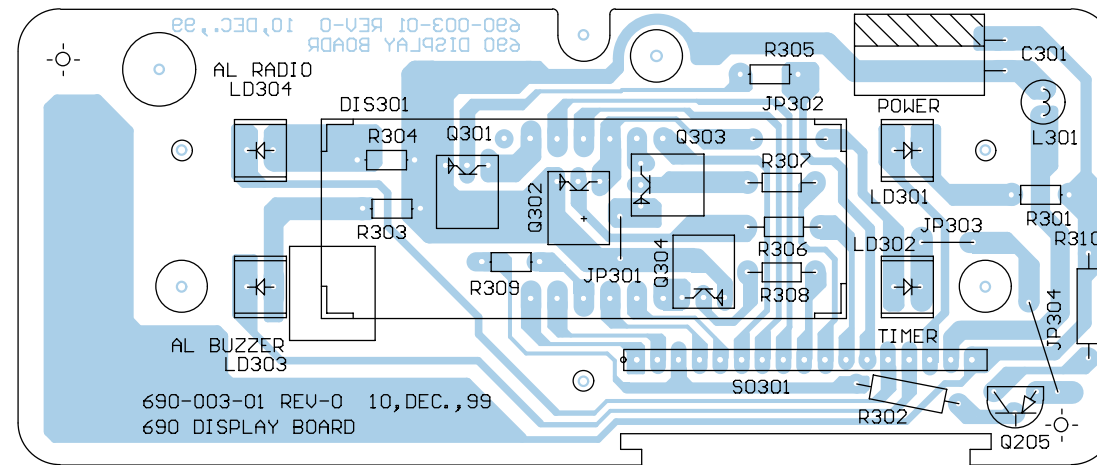 690-003-01 REV-0 10,DEC.,99
690 DISPLAY BOADR
R305
C301
AL RADIO
LD304
DIS301
JP302
POWER
R304
Q301
Q303
L301
R307
LD301
R301
Q302
R303
R306
LD302
JP303
R310
R309
JP301
Q304
R308
JP304
AL BUZZER
LD303
TIMER
SO301
690-003-01 REV-0 10,DEC.,99
690 DISPLAY BOARD
R302
Q205